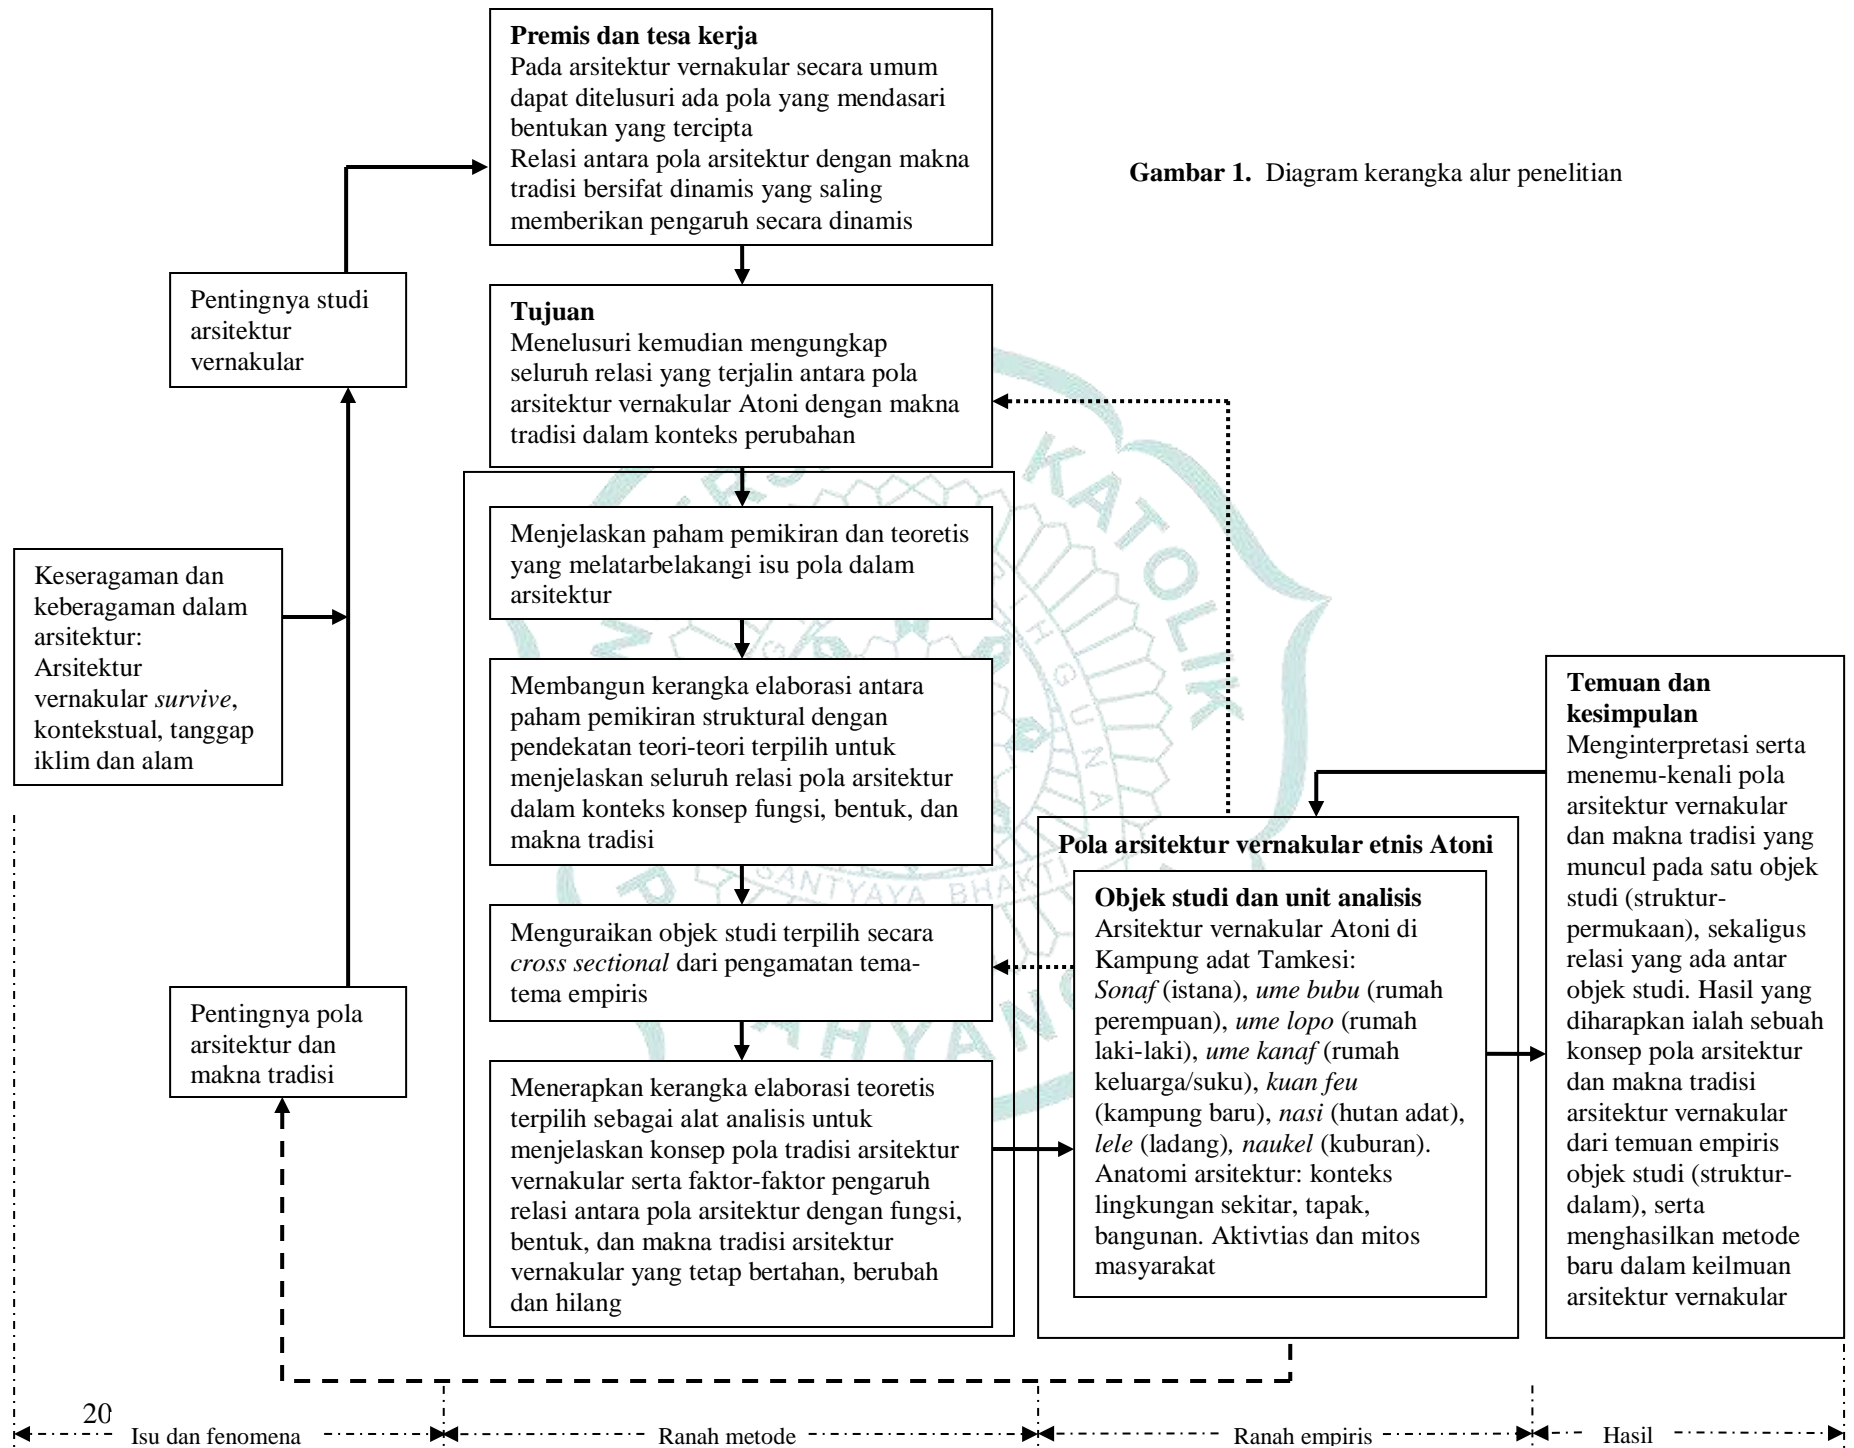 Premis dan tesa kerja
Pada arsitektur vernakular secara umum
dapat ditelusuri ada pola yang mendasari
bentukan yang tercipta
Relasi antara pola arsitektur dengan makna
tradisi bersifat dinamis yang saling
memberikan pengaruh secara dinamis
Gambar 1. Diagram kerangka alur penelitian
Pentingnya studi
arsitektur
vernakular
Tujuan
Menelusuri kemudian mengungkap
seluruh relasi yang terjalin antara pola
arsitektur vernakular Atoni dengan makna
tradisi dalam konteks perubahan
Menjelaskan paham pemikiran dan teoretis
yang melatarbelakangi isu pola dalam
arsitektur
Keseragaman dan
keberagaman dalam
arsitektur:
Arsitektur
vernakular survive,
kontekstual, tanggap
iklim dan alam
Membangun kerangka elaborasi antara
paham pemikiran struktural dengan
pendekatan teori-teori terpilih untuk
menjelaskan seluruh relasi pola arsitektur
dalam konteks konsep fungsi, bentuk, dan
makna tradisi
Menguraikan objek studi terpilih secara
cross sectional dari pengamatan tema-
tema empiris
Pentingnya pola
arsitektur dan
makna tradisi
Menerapkan kerangka elaborasi teoretis
terpilih sebagai alat analisis untuk
menjelaskan konsep pola tradisi arsitektur
vernakular serta faktor-faktor pengaruh
relasi antara pola arsitektur dengan fungsi,
bentuk, dan makna tradisi arsitektur
vernakular yang tetap bertahan, berubah
dan hilang
Pola arsitektur vernakular etnis Atoni
Objek studi dan unit analisis
Arsitektur vernakular Atoni di
Kampung adat Tamkesi:
Sonaf (istana), ume bubu (rumah
perempuan), ume lopo (rumah
laki-laki), ume kanaf (rumah
keluarga/suku), kuan feu
(kampung baru), nasi (hutan adat),
lele (ladang), naukel (kuburan).
Anatomi arsitektur: konteks
lingkungan sekitar, tapak,
bangunan. Aktivtias dan mitos
masyarakat
Temuan dan
kesimpulan
Menginterpretasi serta
menemu-kenali pola
arsitektur vernakular
dan makna tradisi yang
muncul pada satu objek
studi (struktur-
permukaan), sekaligus
relasi yang ada antar
objek studi. Hasil yang
diharapkan ialah sebuah
konsep pola arsitektur
dan makna tradisi
arsitektur vernakular
dari temuan empiris
objek studi (struktur-
dalam), serta
menghasilkan metode
baru dalam keilmuan
arsitektur vernakular
20
Isu dan fenomena
Ranah metode
Ranah empiris
Hasil
KATOLIK
SANTYAYA BHAKTI
GUNA